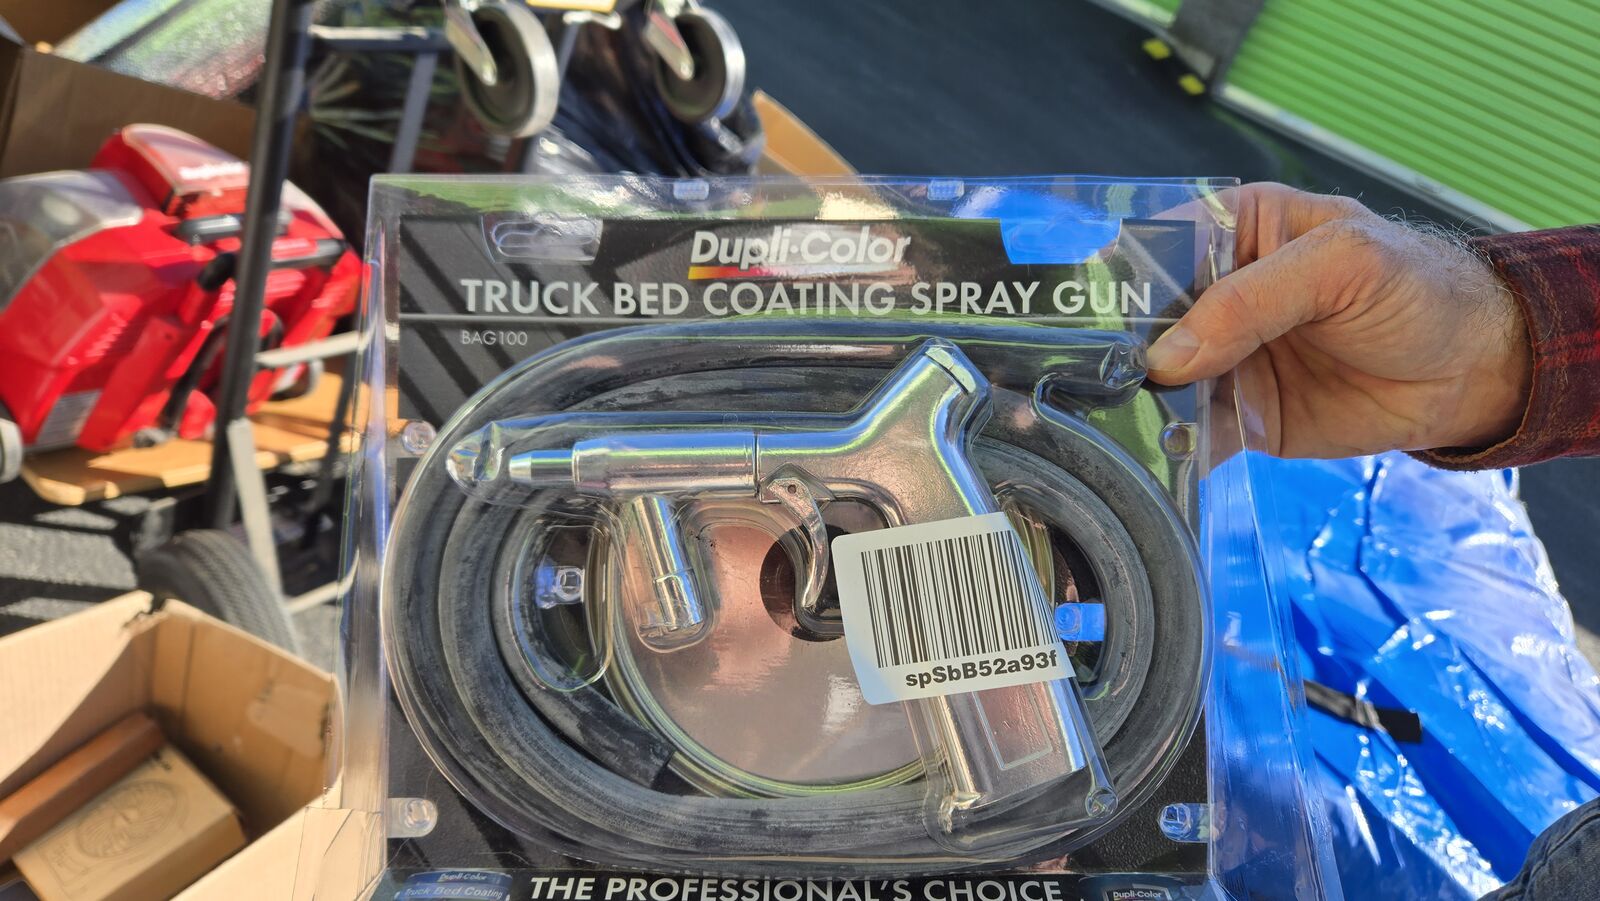 Dupli·Color
TRUCK BED COATING SPRAY GUN
BAG100
spSbB52a93f
THE PROFESSIONAL'S CHOICE
Dupli-Color
Truck Bed Coating
Dupli-Color